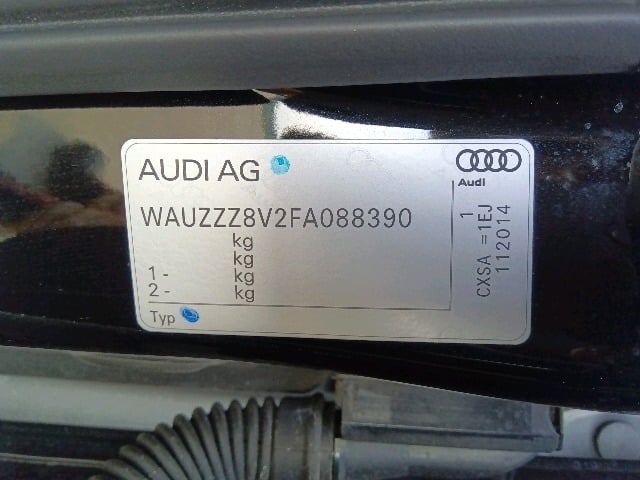 AUDI AG
Audi
WAUZZZ8V2FA088390
kg
kg
1 - kg
2 - kg
Typ
1
CXSA =1EJ
112014